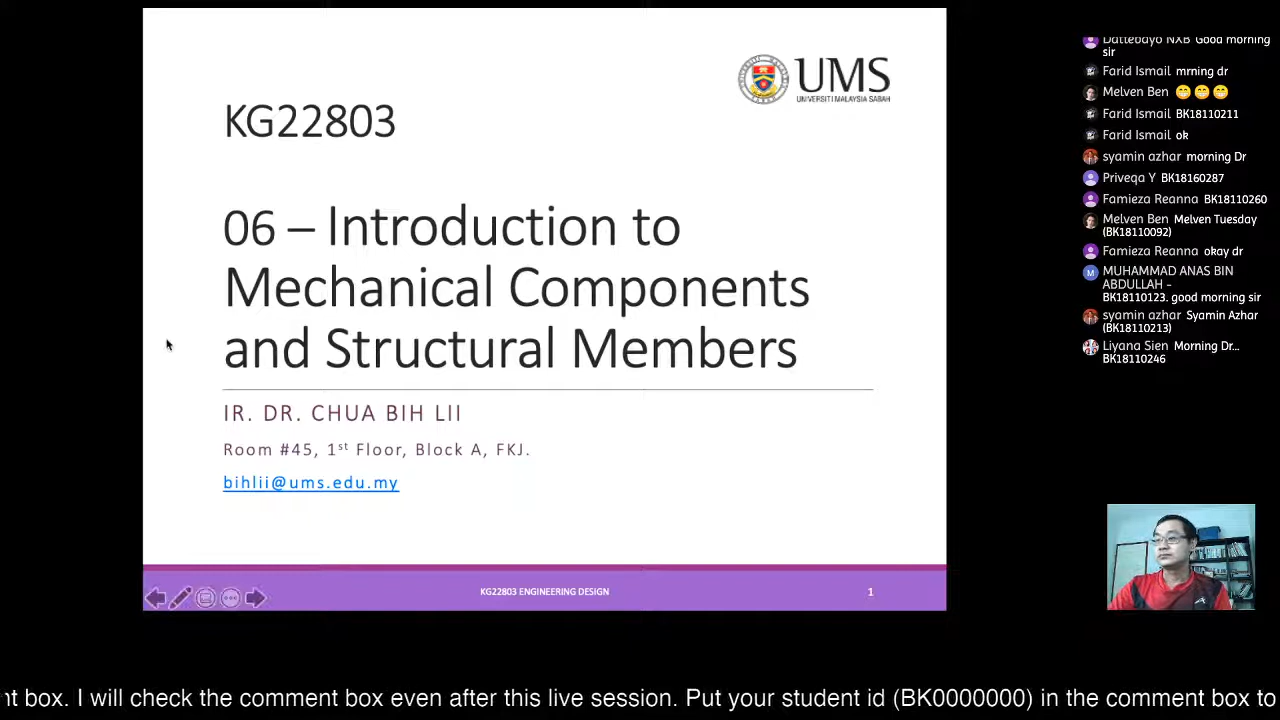 UMS
UNIVERSITI MALAYSIA SABAH
KG22803
06 – Introduction to
Mechanical Components
and Structural Members
IR. DR. CHUA BIH LII
Room #45, 1st Floor, Block A, FKJ.
bihlii@ums.edu.my
KG22803 ENGINEERING DESIGN
1
Dattebayo NXB Good morning
sir
Farid Ismail mrning dr
Melven Ben 😁😁😁
Farid Ismail BK18110211
Farid Ismail ok
syamin azhar morning Dr
Priveqa Y BK18160287
Famieza Reanna BK18110260
Melven Ben Melven Tuesday
(BK18110092)
Famieza Reanna okay dr
M MUHAMMAD ANAS BIN
ABDULLAH -
BK18110123. good morning sir
syamin azhar Syamin Azhar
(BK18110213)
Liyana Sien Morning Dr...
BK18110246
nt box. I will check the comment box even after this live session. Put your student id (BK0000000) in the comment box to